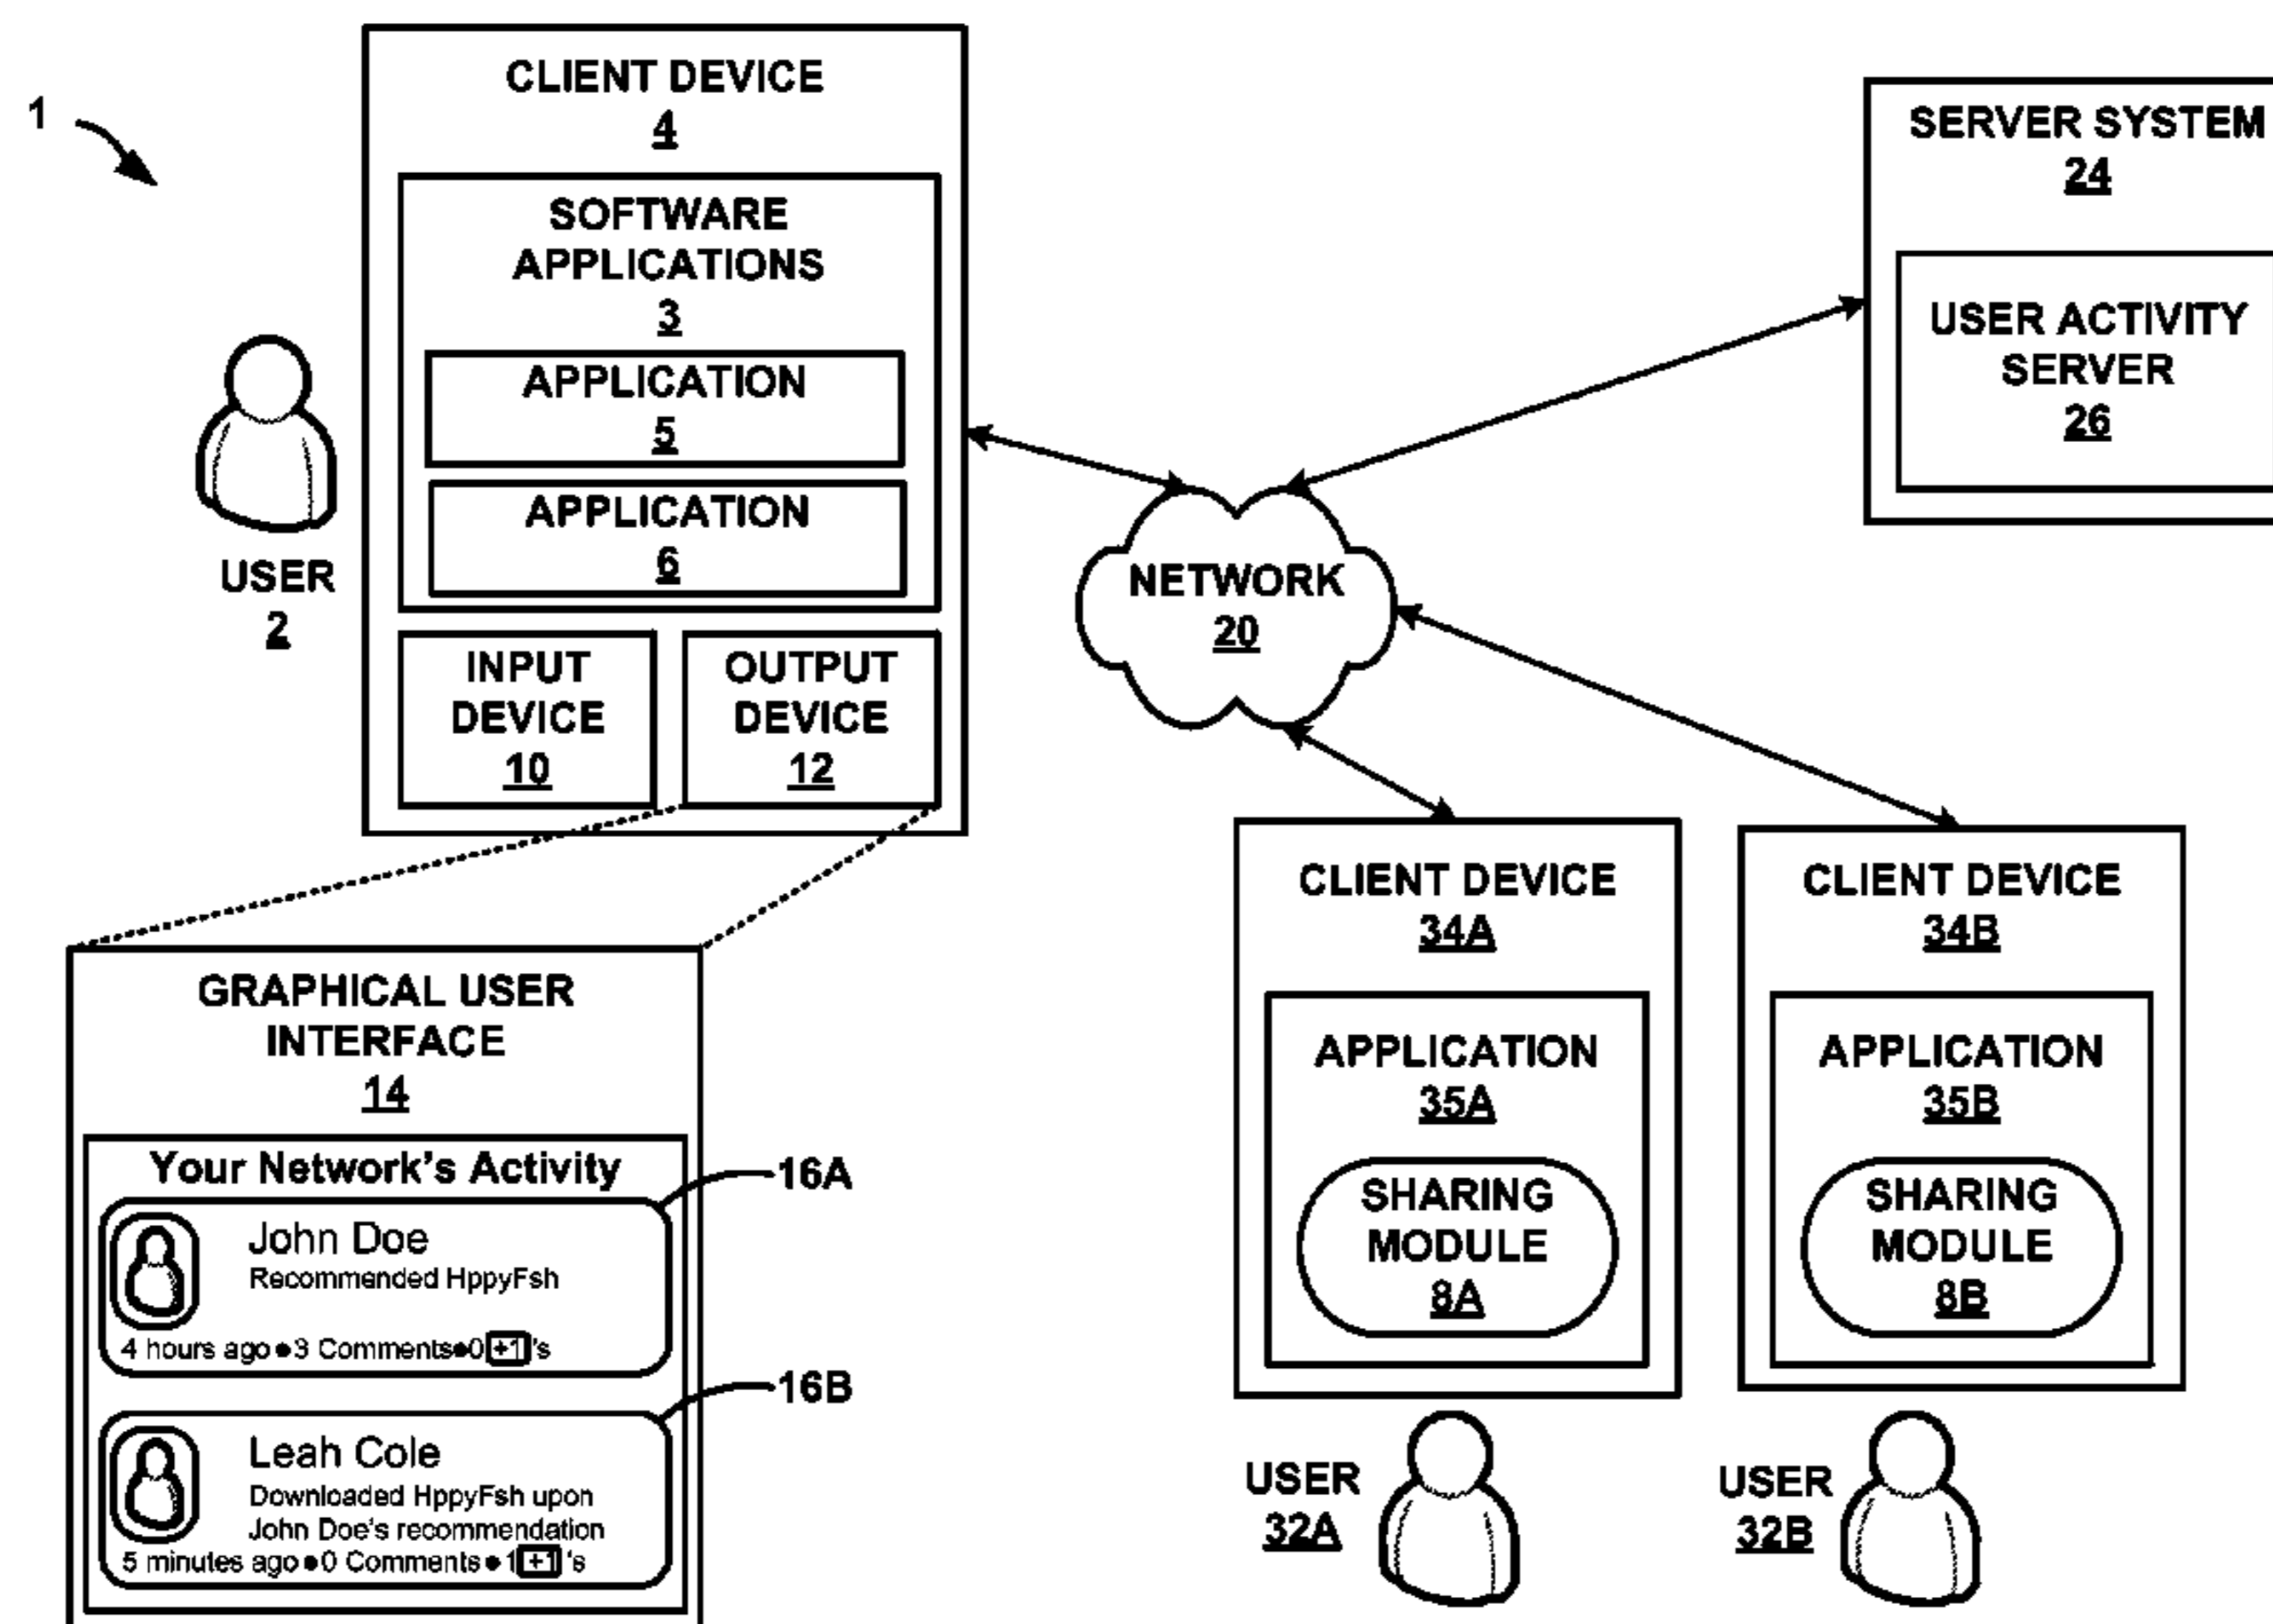 1
CLIENT DEVICE
4
SOFTWARE
APPLICATIONS
3
APPLICATION
5
APPLICATION
6
INPUT
DEVICE
10
OUTPUT
DEVICE
12
USER
2
SERVER SYSTEM
24
USER ACTIVITY
SERVER
26
NETWORK
20
GRAPHICAL USER
INTERFACE
14
Your Network's Activity
16A
John Doe
Recommended HppyFsh
4 hours ago ● 3 Comments ● 0 +1 's
16B
Leah Cole
Downloaded HppyFsh upon
John Doe's recommendation
5 minutes ago ● 0 Comments ● 1 +1 's
CLIENT DEVICE
34A
APPLICATION
35A
SHARING
MODULE
8A
USER
32A
CLIENT DEVICE
34B
APPLICATION
35B
SHARING
MODULE
8B
USER
32B